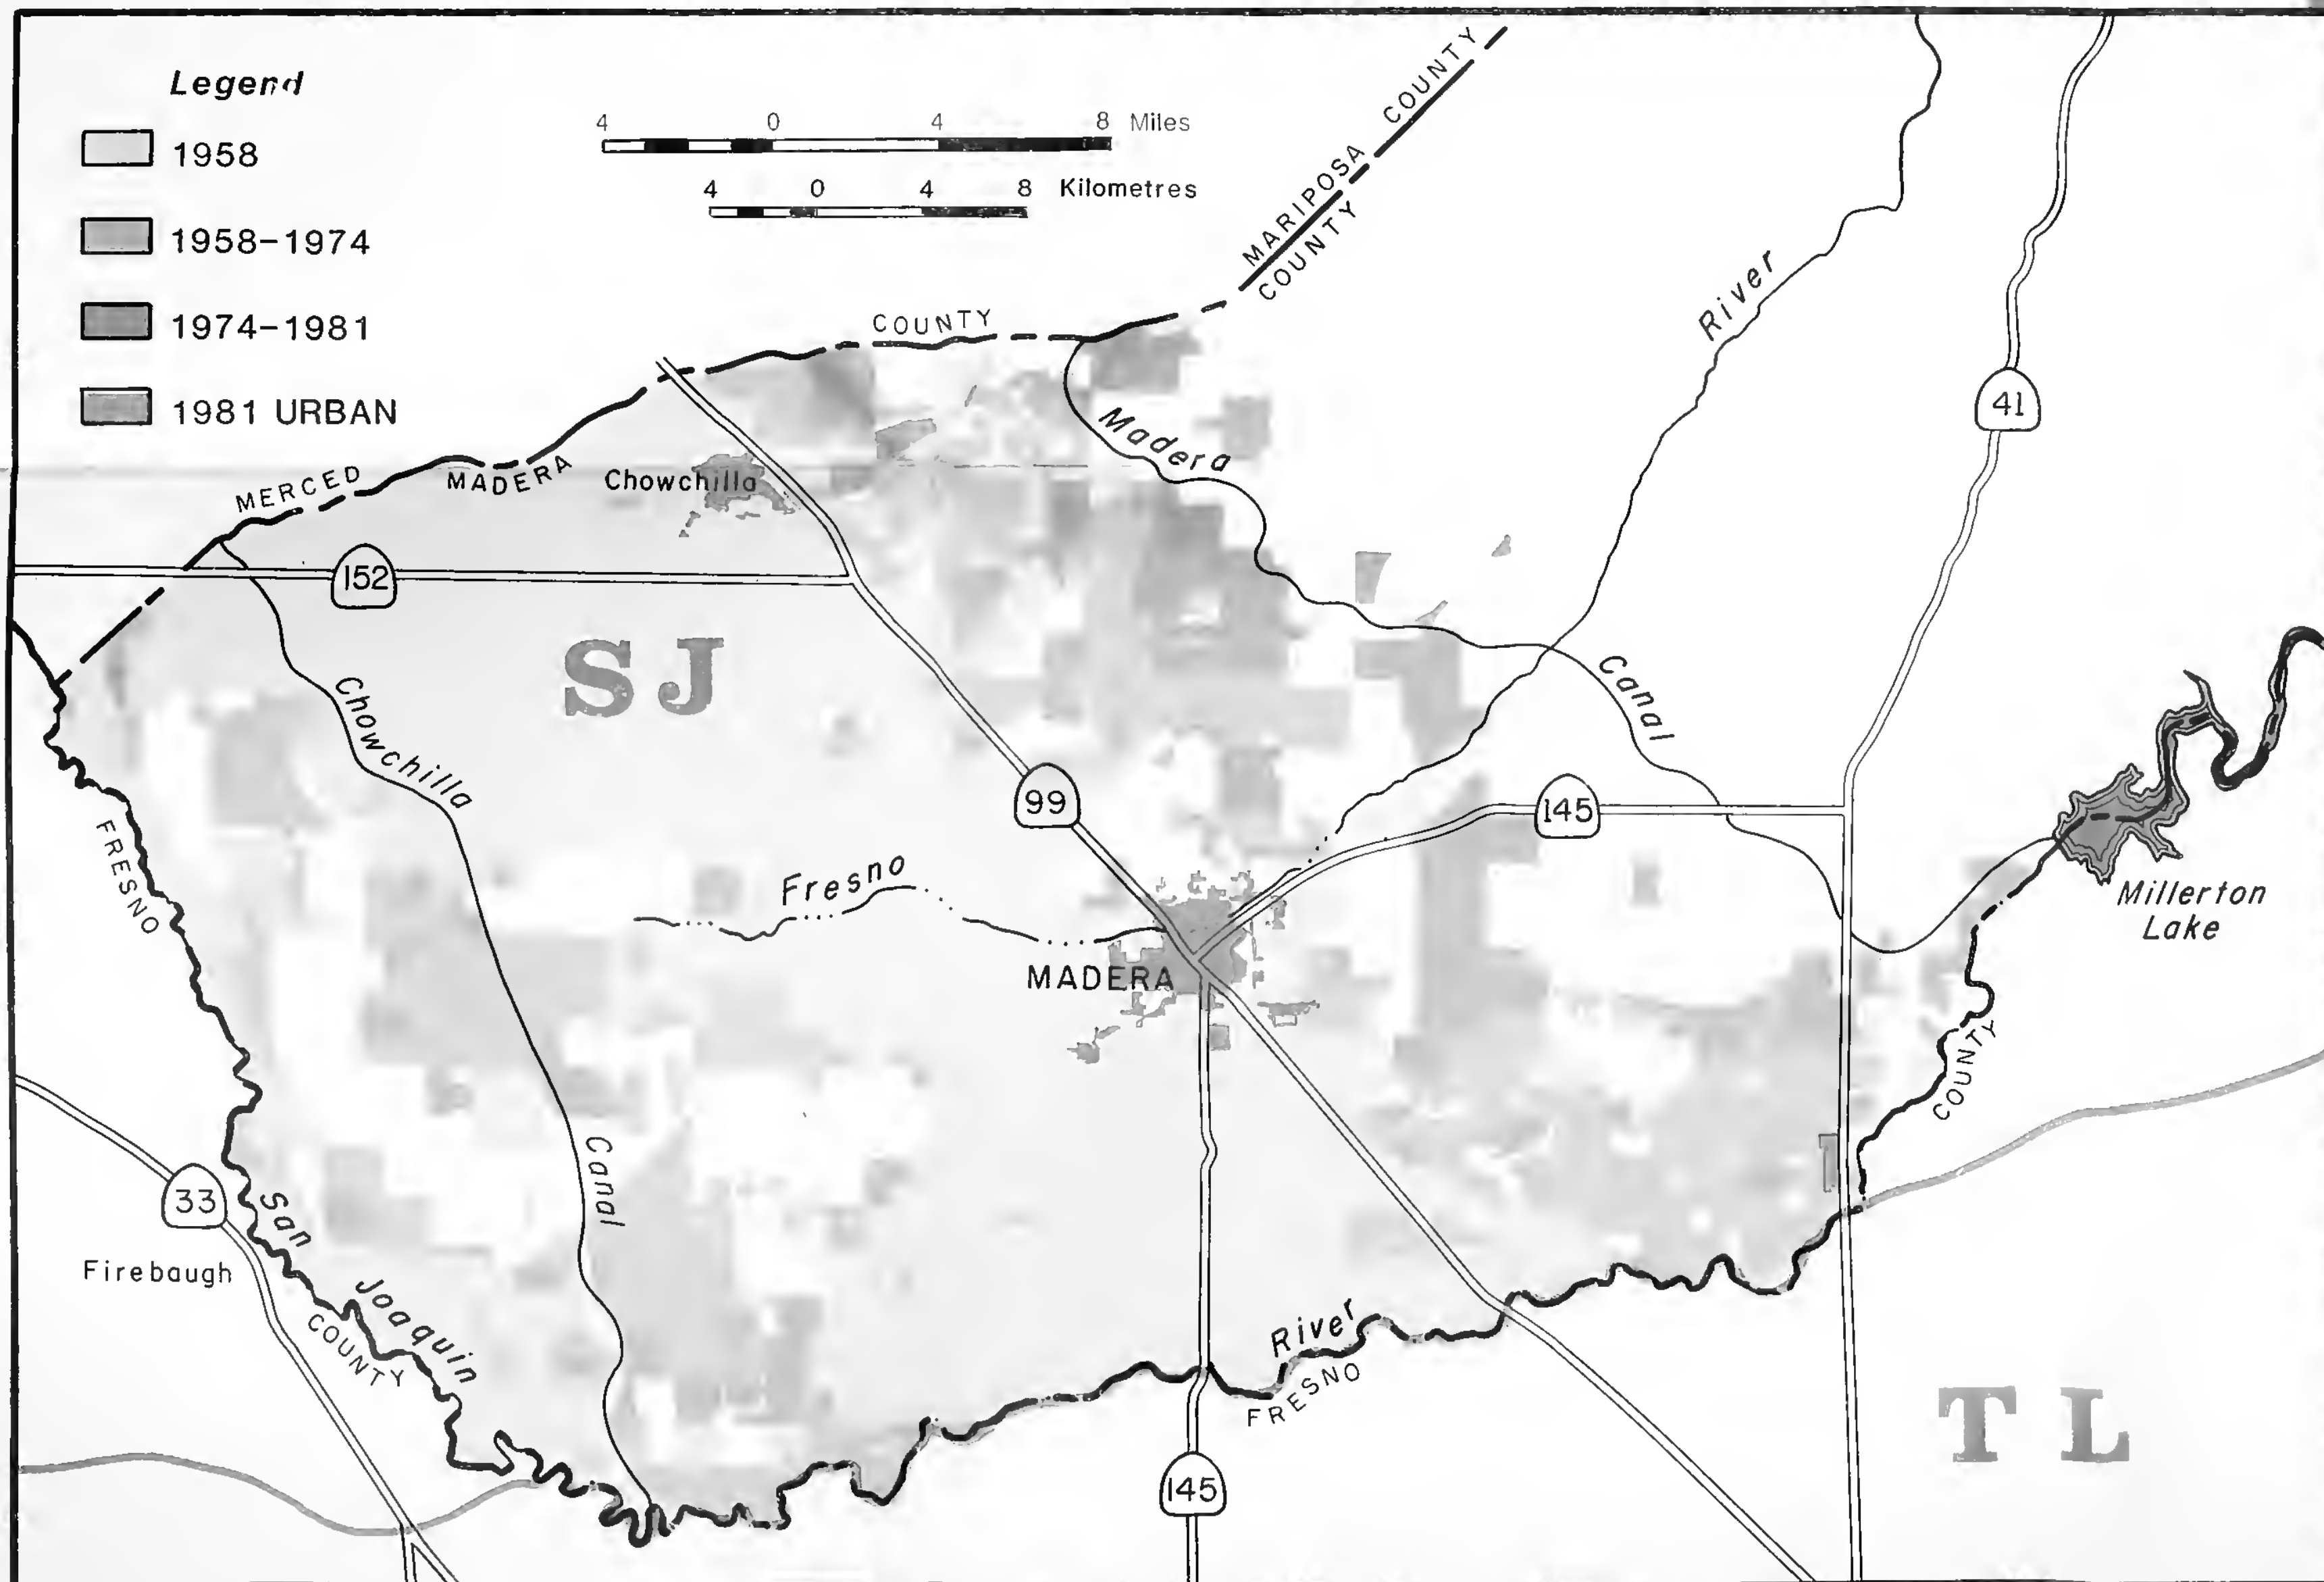 Legend
1958
1958-1974
1974-1981
1981 URBAN
4 0 4 8 Miles
4 0 4 8 Kilometres
MARIPOSA COUNTY
COUNTY
River
COUNTY
41
Madera
MERCED
MADERA
Chowchilla
152
SJ
Canal
Chowchilla
99
145
FRESNO
Fresno
Millerton
Lake
MADERA
COUNTY
Canal
33
San
Firebaugh
Joaquin
COUNTY
River
FRESNO
TL
145